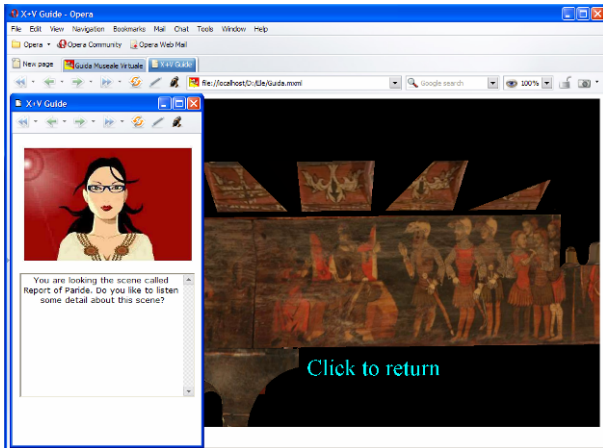 X+V Guide - Opera
File Edit View Navigation Bookmarks Mail Chat Tools Window Help
Opera Opera Community Opera Web Mail
New page Guida Museale Virtuale X+V Guide
file://localhost/D:/Ele/Guida.mxml Google search 100%
X+V Guide
You are looking the scene called
Report of Paride. Do you like to listen
some detail about this scene?
Click to return